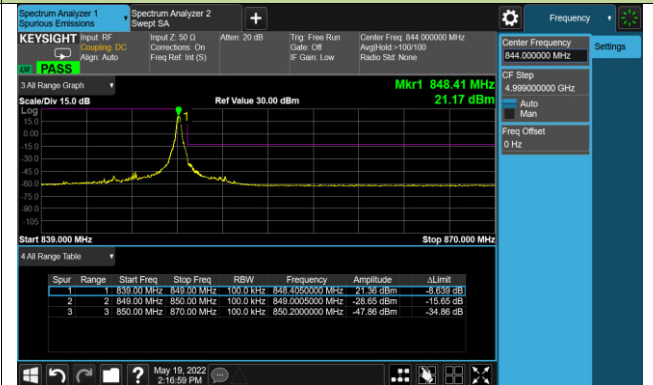 Spectrum Analyzer 1
Spurious Emissions
Spectrum Analyzer 2
Swept SA
+
Frequency
KEYSIGHT
Input: RF
Coupling: DC
Align: Auto
Input Z: 50 Ω
Corrections: On
Freq Ref: Int (S)
Atten: 20 dB
Trig: Free Run
Gate: Off
IF Gain: Low
Center Freq: 844.000000 MHz
Avg|Hold:>100/100
Radio Std: None
PASS
3 All Range Graph
Mkr1 848.41 MHz
Scale/Div 15.0 dB
Ref Value 30.00 dBm
21.17 dBm
Log
15.0
0.00
-15.0
-30.0
-45.0
-60.0
-75.0
-90.0
-105
1
Start 839.000 MHz
Stop 870.000 MHz
4 All Range Table
Spur Range Start Freq Stop Freq RBW Frequency Amplitude ΔLimit
1 1 839.00 MHz 849.00 MHz 100.0 kHz 848.4050000 MHz 21.36 dBm -8.639 dB
2 2 849.00 MHz 850.00 MHz 100.0 kHz 849.0005000 MHz -28.65 dBm -15.65 dB
3 3 850.00 MHz 870.00 MHz 100.0 kHz 850.2000000 MHz -47.86 dBm -34.86 dB
May 19, 2022
2:16:59 PM
?
Center Frequency
844.000000 MHz
Settings
CF Step
4.999000000 GHz
Auto
Man
Freq Offset
0 Hz